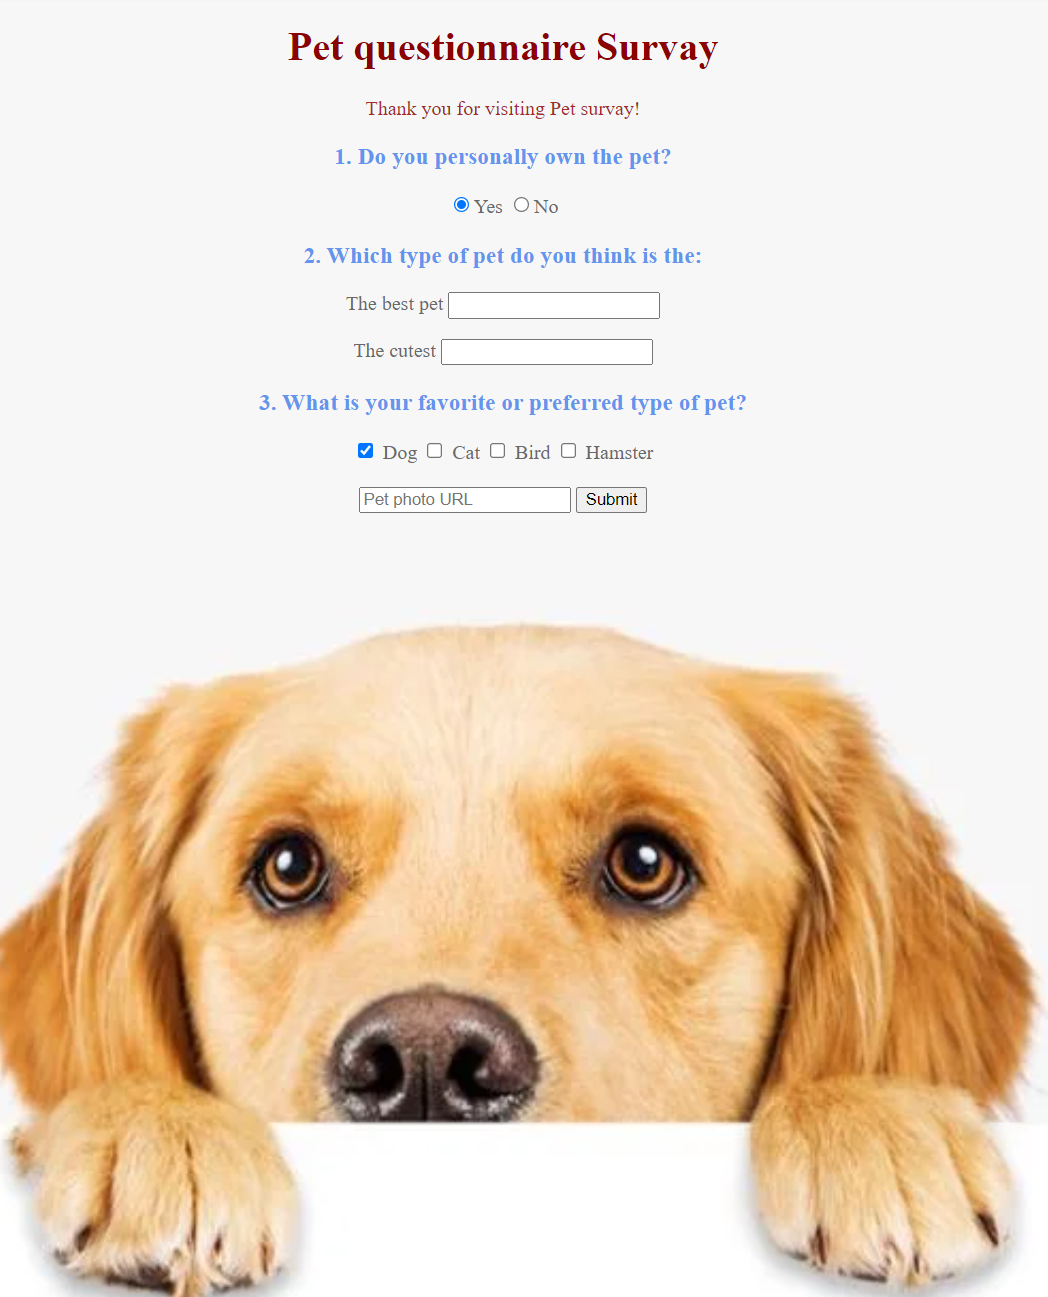 Pet questionnaire Survay
Thank you for visiting Pet survay!
1. Do you personally own the pet?
Yes No
2. Which type of pet do you think is the:
The best pet
The cutest
3. What is your favorite or preferred type of pet?
Dog Cat Bird Hamster
Pet photo URL Submit